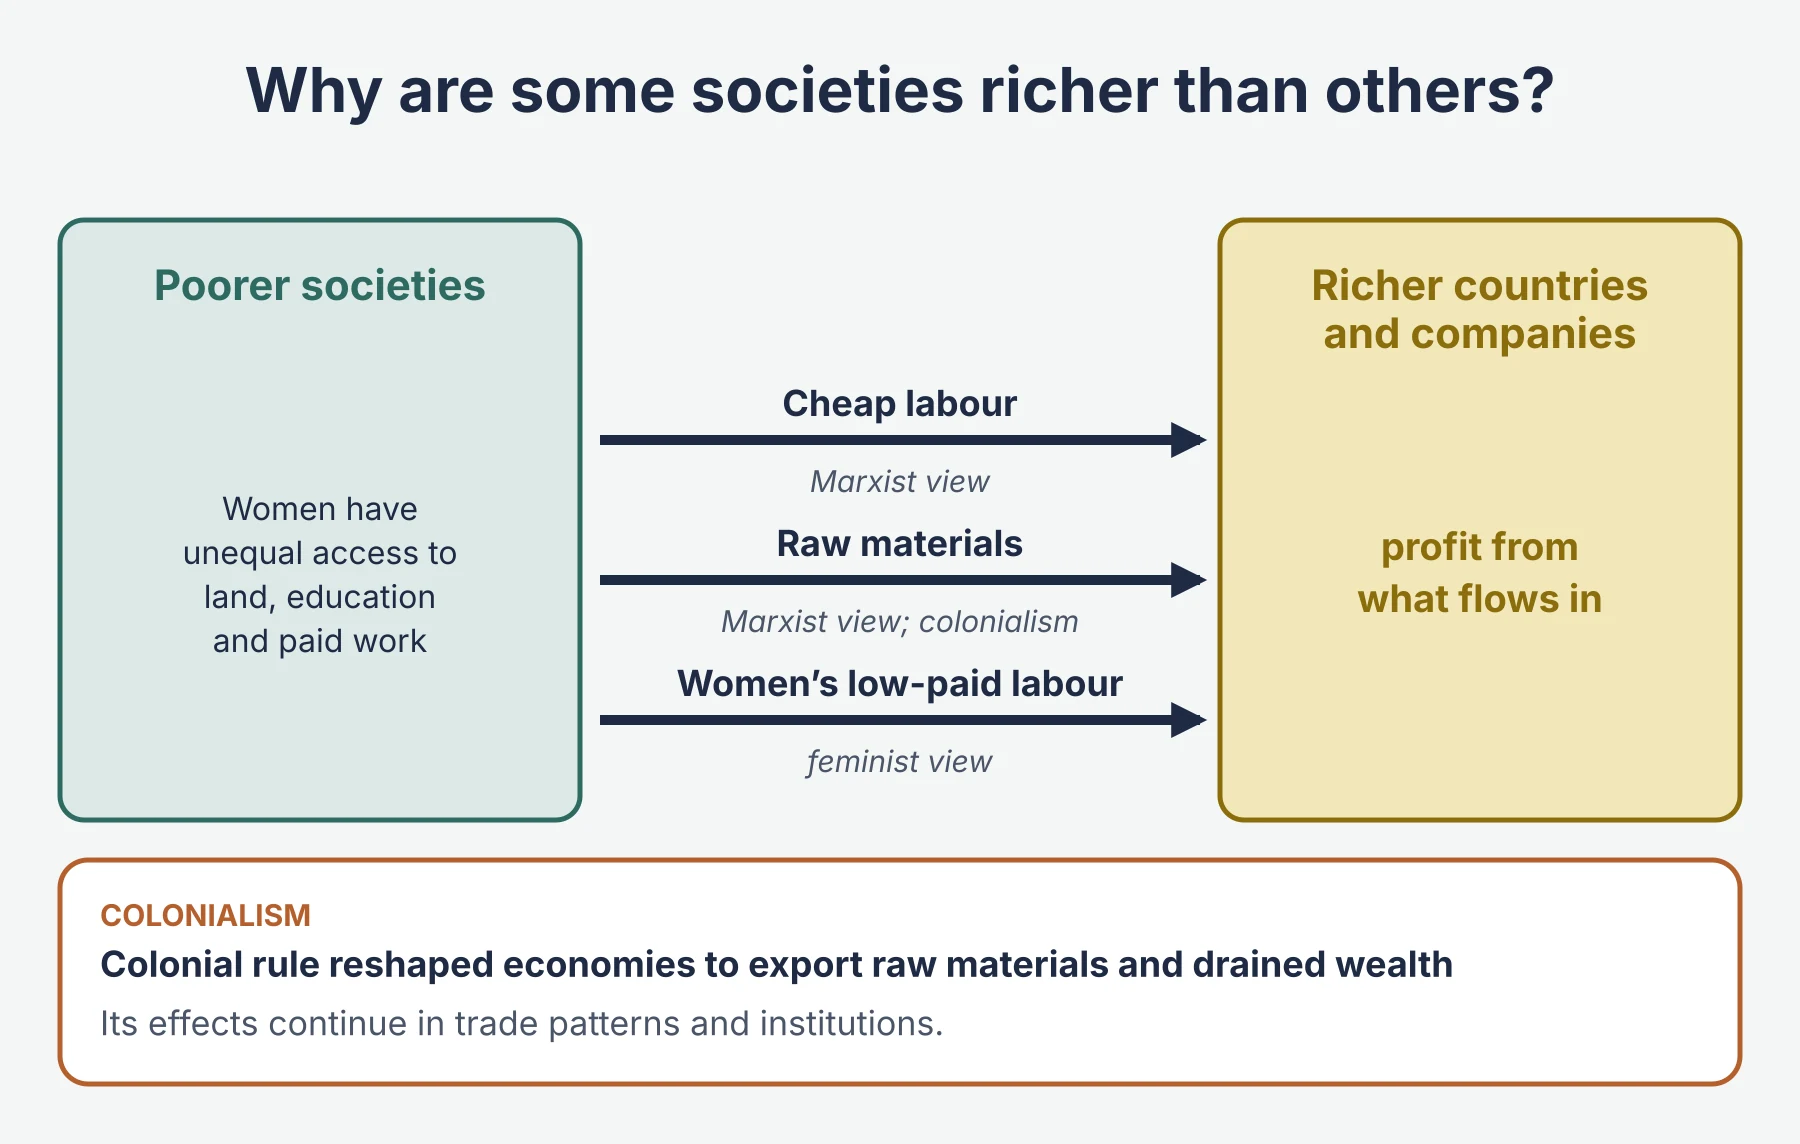 Why are some societies richer than others?
Poorer societies
Women have
unequal access to
land, education
and paid work
Cheap labour
Marxist view
Raw materials
Marxist view; colonialism
Women’s low-paid labour
feminist view
Richer countries
and companies
profit from
what flows in
COLONIALISM
Colonial rule reshaped economies to export raw materials and drained wealth
Its effects continue in trade patterns and institutions.